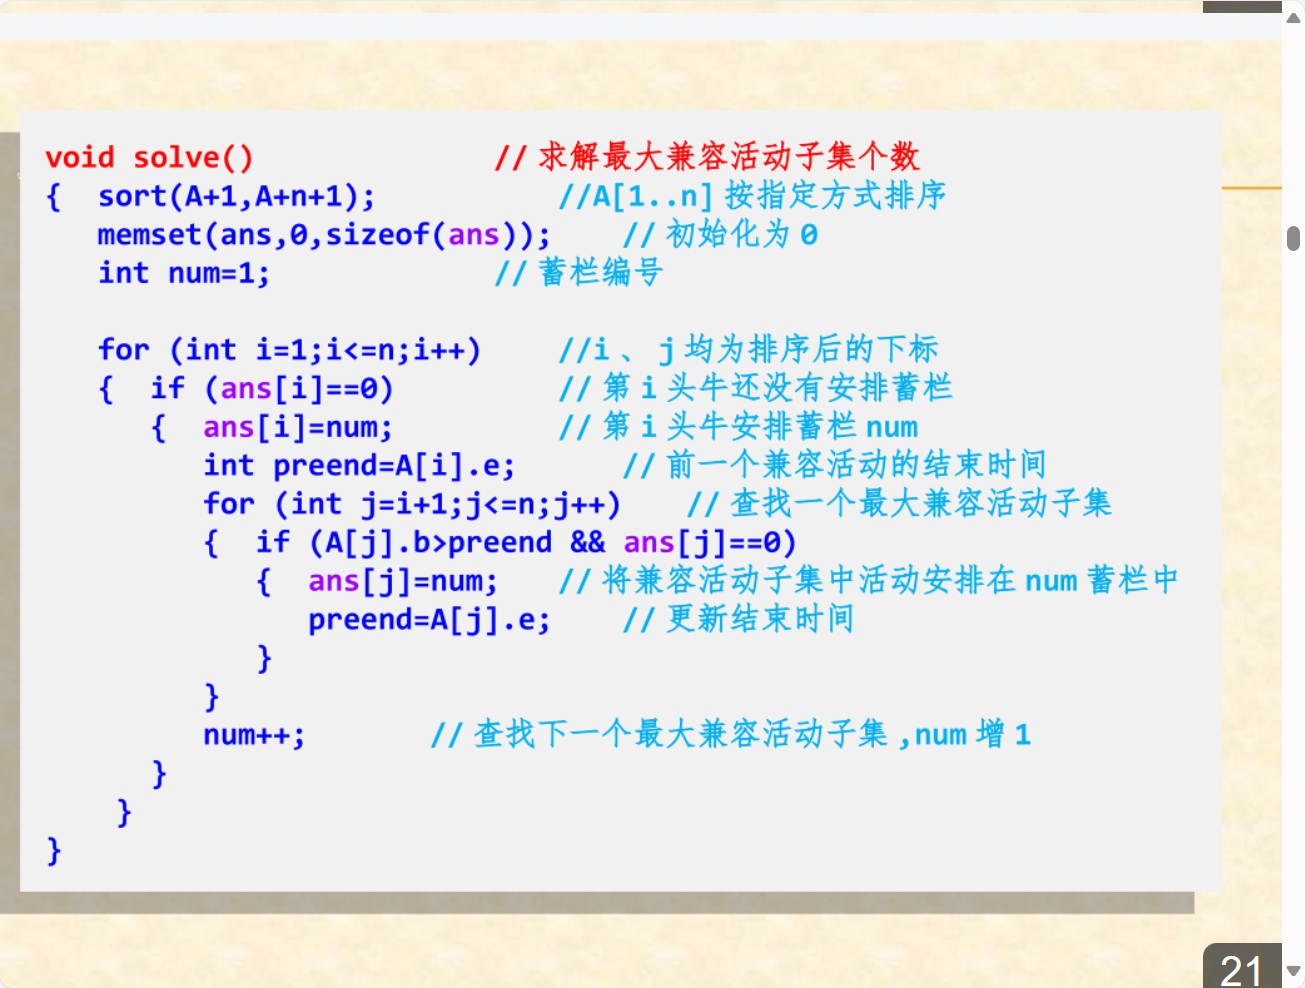 void solve() //求解最大兼容活动子集个数
{ sort(A+1,A+n+1); //A[1..n]按指定方式排序
memset(ans,0,sizeof(ans)); //初始化为0
int num=1; //蓄栏编号
for (int i=1;i<=n;i++) //i、j均为排序后的下标
{ if (ans[i]==0) //第i头牛还没有安排蓄栏
{ ans[i]=num; //第i头牛安排蓄栏num
int preend=A[i].e; //前一个兼容活动的结束时间
for (int j=i+1;j<=n;j++) //查找一个最大兼容活动子集
{ if (A[j].b>preend && ans[j]==0)
{ ans[j]=num; //将兼容活动子集中活动安排在num蓄栏中
preend=A[j].e; //更新结束时间
}
}
num++; //查找下一个最大兼容活动子集,num增1
}
}
}
21